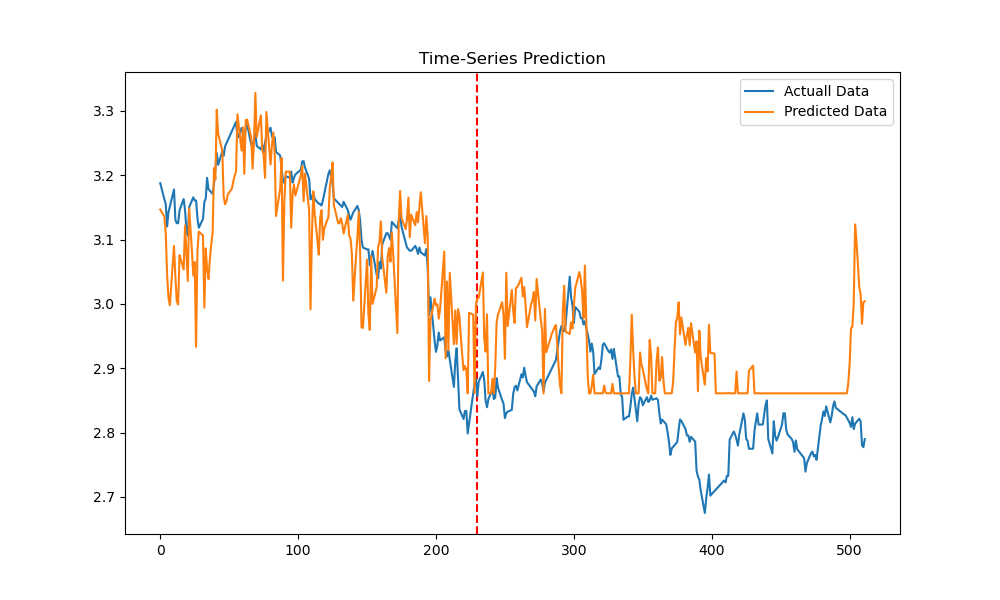 Time-Series Prediction
Actuall Data
Predicted Data
3.3
3.2
3.1
3.0
2.9
2.8
2.7
0 100 200 300 400 500